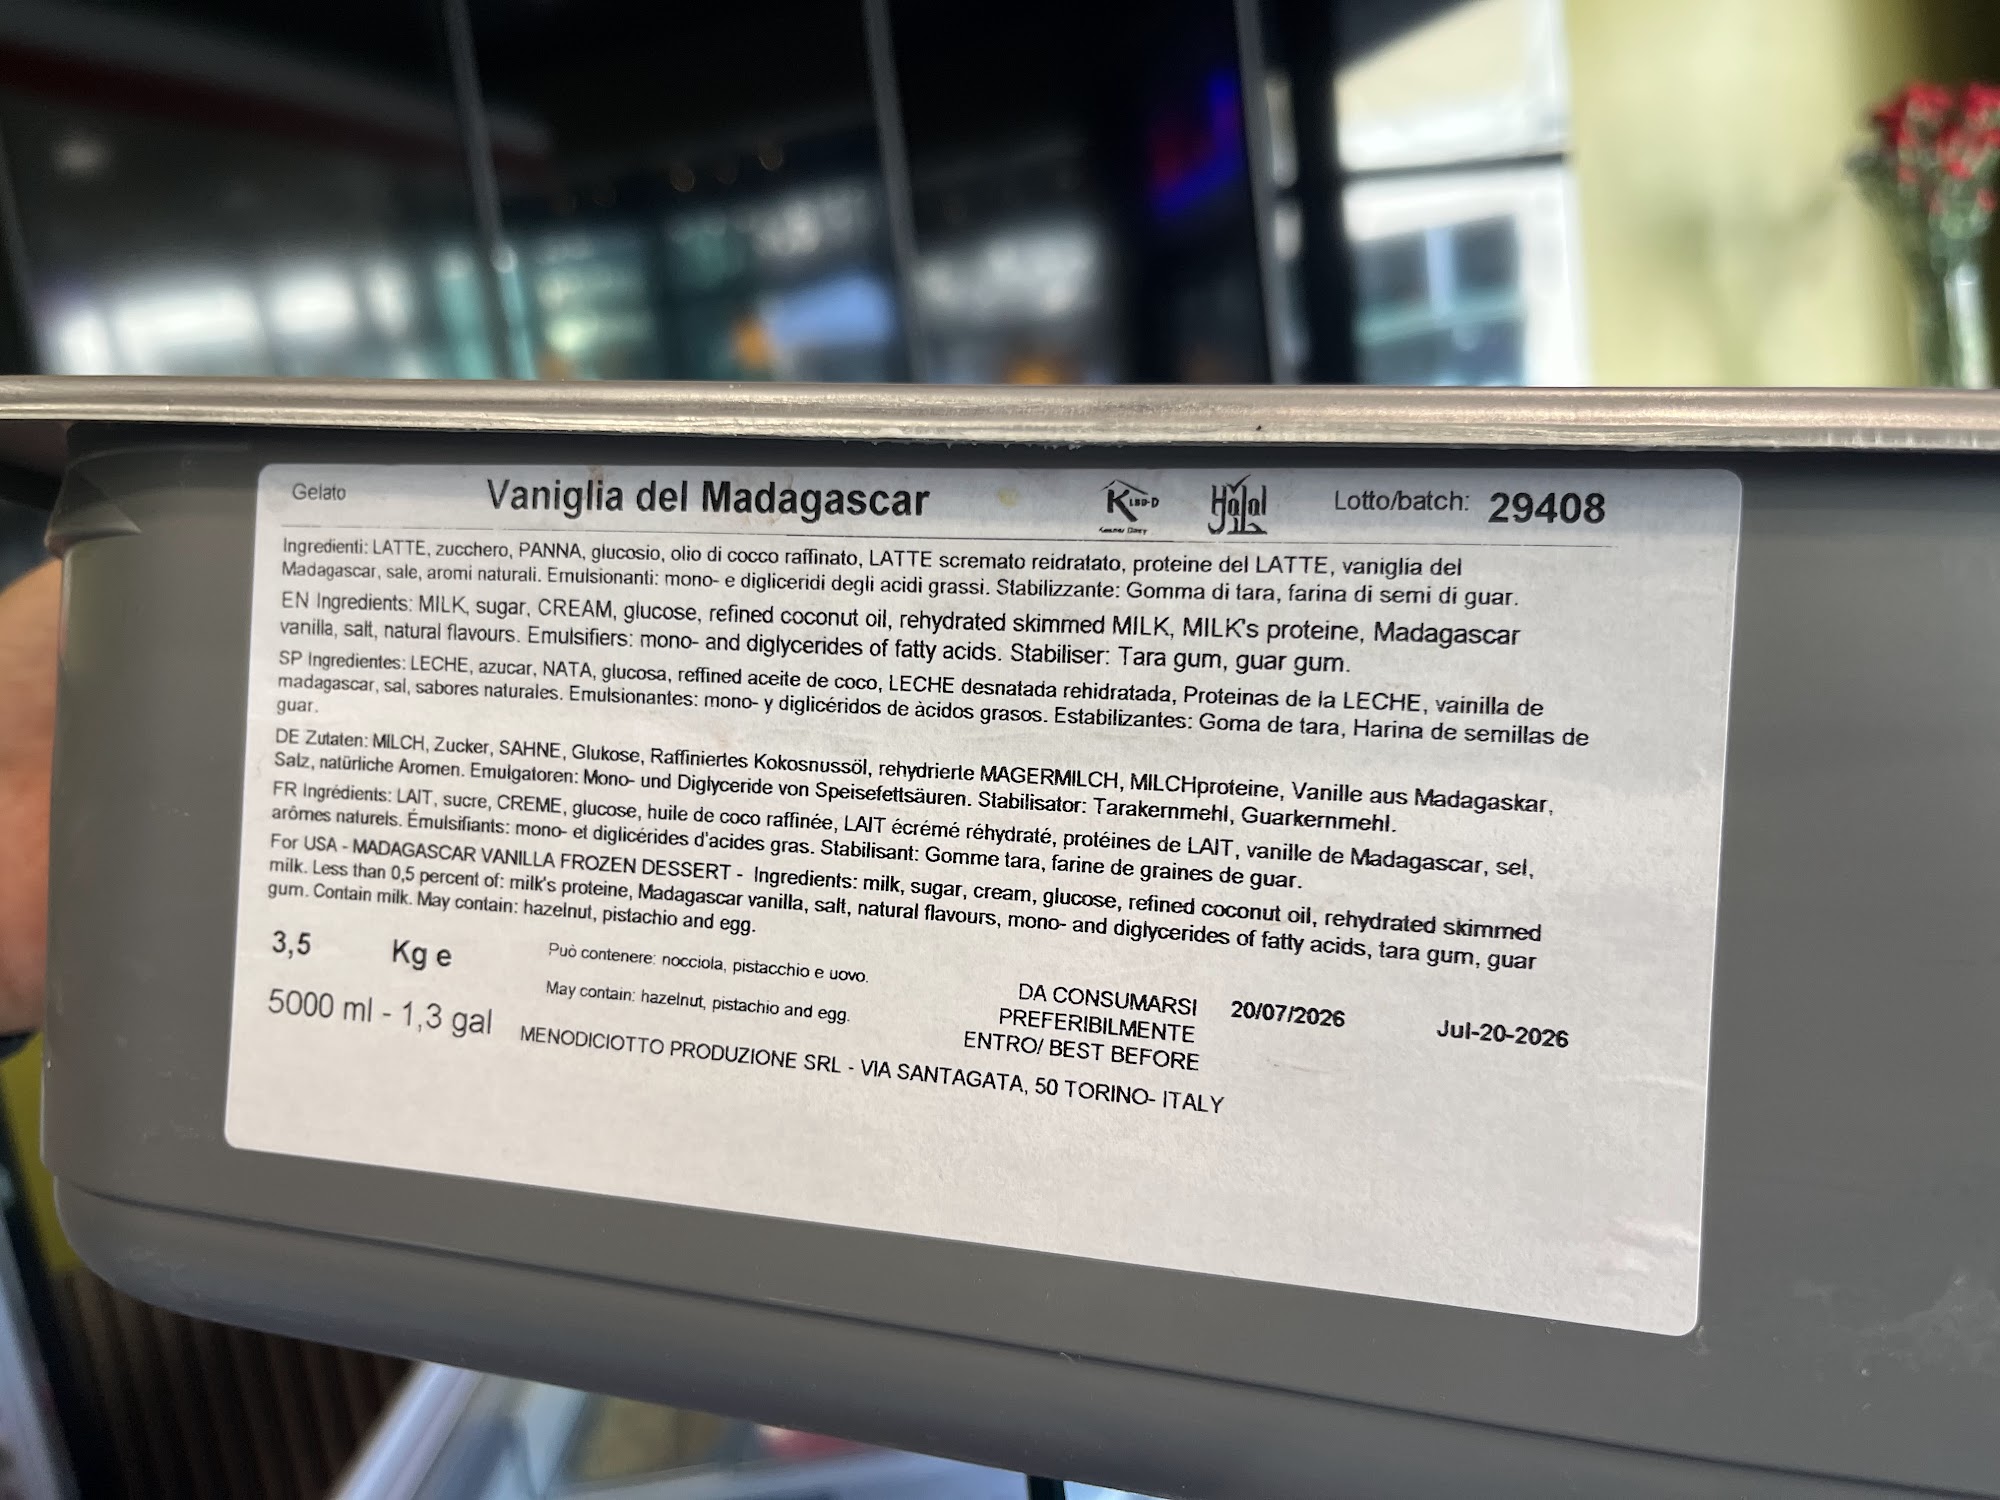 Gelato
Vaniglia del Madagascar
K LBD-D
Halal
Lotto/batch: 29408
Ingredienti: LATTE, zucchero, PANNA, glucosio, olio di cocco raffinato, LATTE scremato reidratato, proteine del LATTE, vaniglia del
Madagascar, sale, aromi naturali. Emulsionanti: mono- e digliceridi degli acidi grassi. Stabilizzante: Gomma di tara, farina di semi di guar.
EN Ingredients: MILK, sugar, CREAM, glucose, refined coconut oil, rehydrated skimmed MILK, MILK's proteine, Madagascar
vanilla, salt, natural flavours. Emulsifiers: mono- and diglycerides of fatty acids. Stabiliser: Tara gum, guar gum.
SP Ingredientes: LECHE, azucar, NATA, glucosa, reffined aceite de coco, LECHE desnatada rehidratada, Proteinas de la LECHE, vainilla de
madagascar, sal, sabores naturales. Emulsionantes: mono- y diglicéridos de àcidos grasos. Estabilizantes: Goma de tara, Harina de semillas de
guar.
DE Zutaten: MILCH, Zucker, SAHNE, Glukose, Raffiniertes Kokosnussöl, rehydrierte MAGERMILCH, MILCHproteine, Vanille aus Madagaskar,
Salz, natürliche Aromen. Emulgatoren: Mono- und Diglyceride von Speisefettsäuren. Stabilisator: Tarakernmehl, Guarkernmehl.
FR Ingrédients: LAIT, sucre, CREME, glucose, huile de coco raffinée, LAIT écrémé réhydraté, protéines de LAIT, vanille de Madagascar, sel,
arômes naturels. Émulsifiants: mono- et diglicérides d'acides gras. Stabilisant: Gomme tara, farine de graines de guar.
For USA - MADAGASCAR VANILLA FROZEN DESSERT - Ingredients: milk, sugar, cream, glucose, refined coconut oil, rehydrated skimmed
milk. Less than 0,5 percent of: milk's proteine, Madagascar vanilla, salt, natural flavours, mono- and diglycerides of fatty acids, tara gum, guar
gum. Contain milk. May contain: hazelnut, pistachio and egg.
3,5 Kg e
Può contenere: nocciola, pistacchio e uovo.
5000 ml - 1,3 gal
May contain: hazelnut, pistachio and egg.
DA CONSUMARSI
PREFERIBILMENTE
ENTRO/ BEST BEFORE
20/07/2026
Jul-20-2026
MENODICIOTTO PRODUZIONE SRL - VIA SANTAGATA, 50 TORINO- ITALY